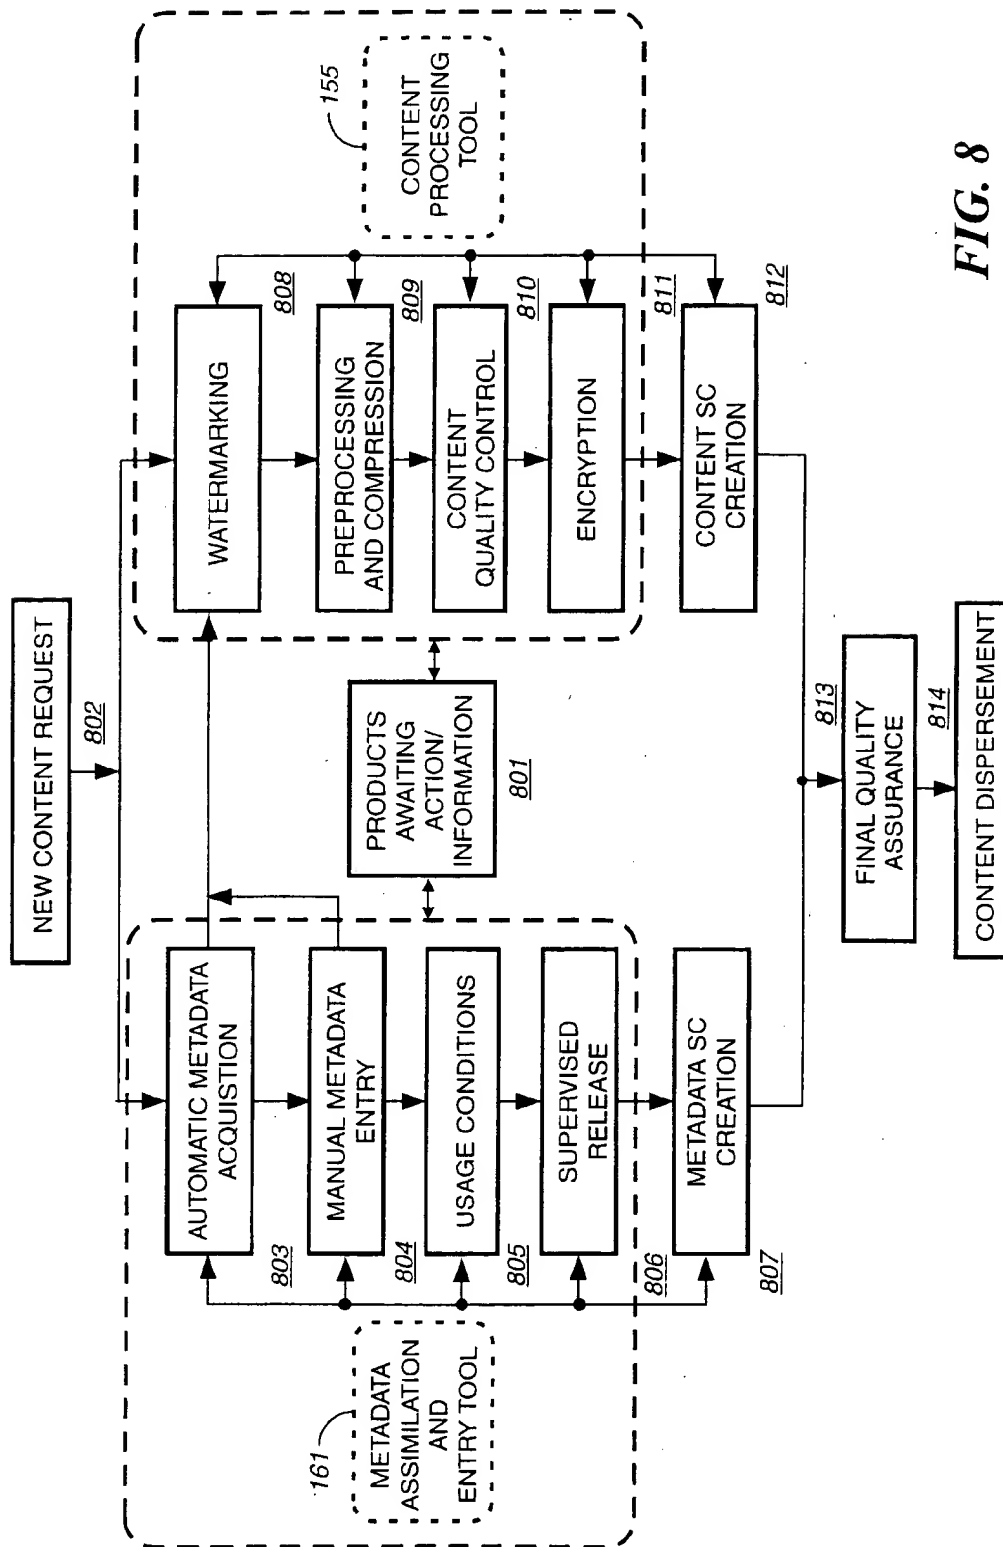 NEW CONTENT REQUEST
802
161
METADATA
ASSIMILATION
AND
ENTRY TOOL
AUTOMATIC METADATA
ACQUISTION
803
MANUAL METADATA
ENTRY
804
USAGE CONDITIONS
805
SUPERVISED
RELEASE
806
METADATA SC
CREATION
807
PRODUCTS
AWAITING
ACTION/
INFORMATION
801
WATERMARKING
808
PREPROCESSING
AND COMPRESSION
809
CONTENT
QUALITY CONTROL
810
ENCRYPTION
811
CONTENT SC
CREATION
812
155
CONTENT
PROCESSING
TOOL
813
FINAL QUALITY
ASSURANCE
814
CONTENT DISPERSEMENT
FIG. 8